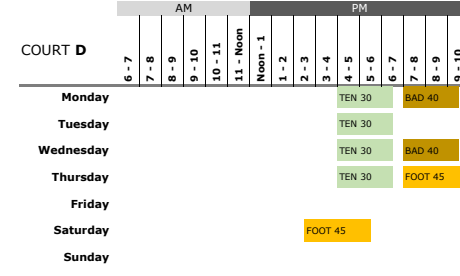 AM PM
COURT D
6 - 7 7 - 8 8 - 9 9 - 10 10 - 11 11 - Noon Noon - 1 1 - 2 2 - 3 3 - 4 4 - 5 5 - 6 6 - 7 7 - 8 8 - 9 9 - 10
Monday TEN 30 BAD 40
Tuesday TEN 30
Wednesday TEN 30 BAD 40
Thursday TEN 30 FOOT 45
Friday
Saturday FOOT 45
Sunday